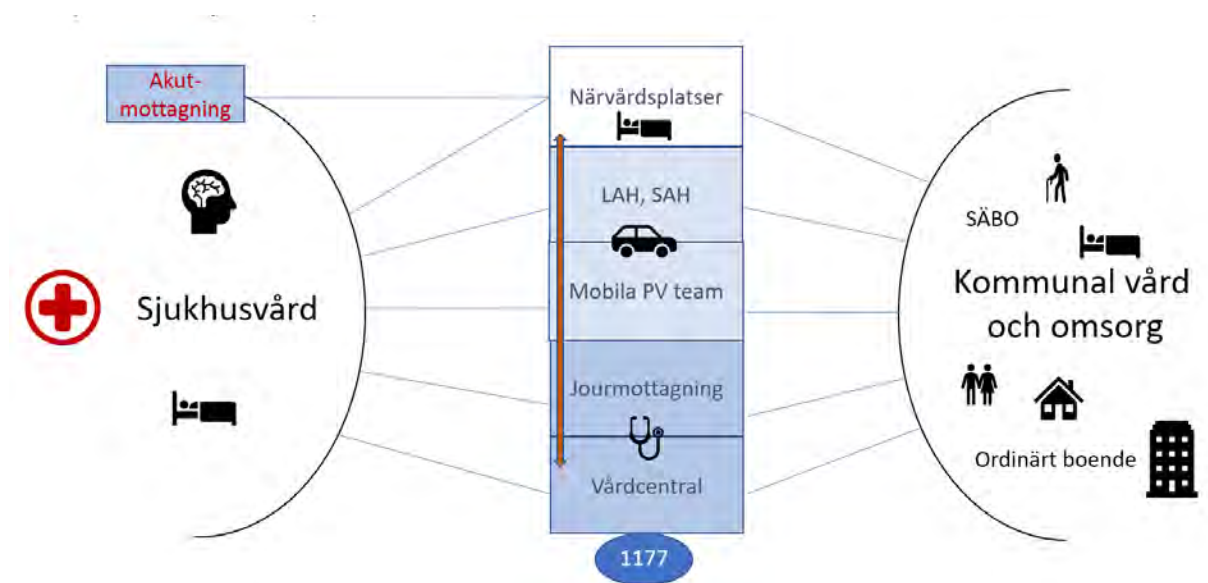 Akut-
mottagning
Sjukhusvård
Närvårdsplatser
LAH, SAH
Mobila PV team
Jourmottagning
Vårdcentral
1177
SÄBO
Kommunal vård
och omsorg
Ordinärt boende